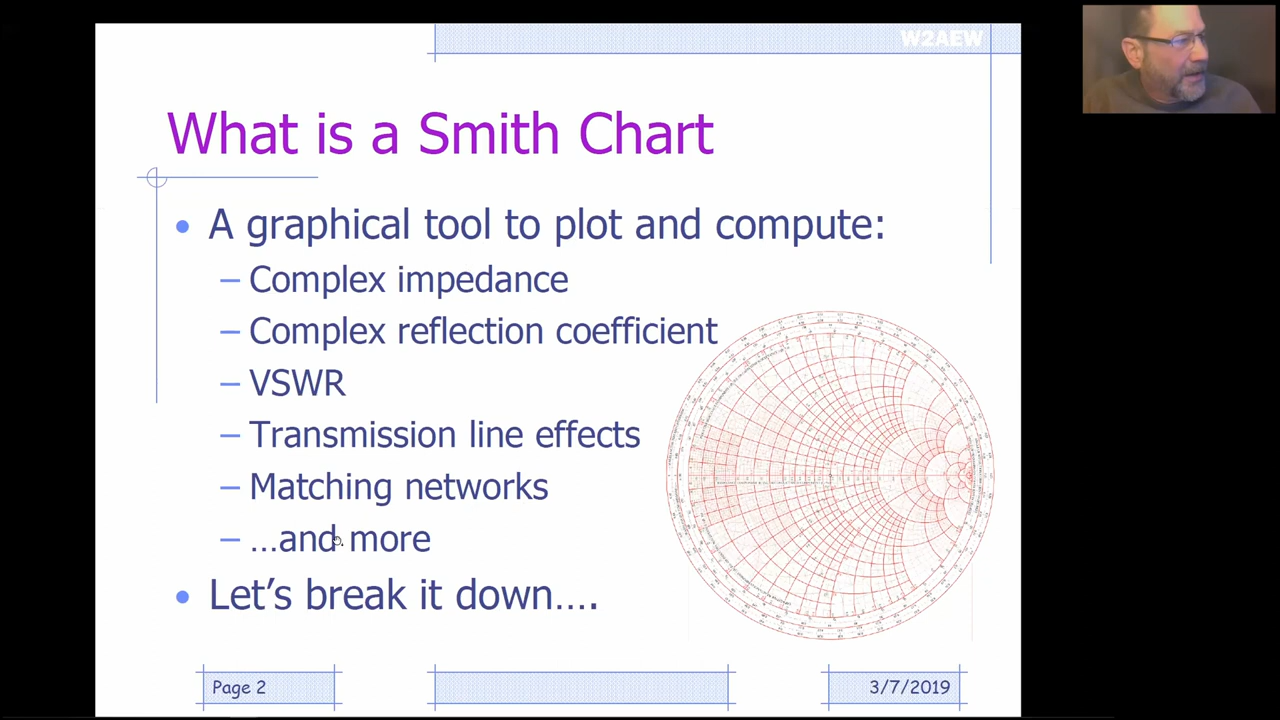 W2AEW
What is a Smith Chart
A graphical tool to plot and compute:
– Complex impedance
– Complex reflection coefficient
– VSWR
– Transmission line effects
– Matching networks
– …and more
Let's break it down….
Page 2
3/7/2019